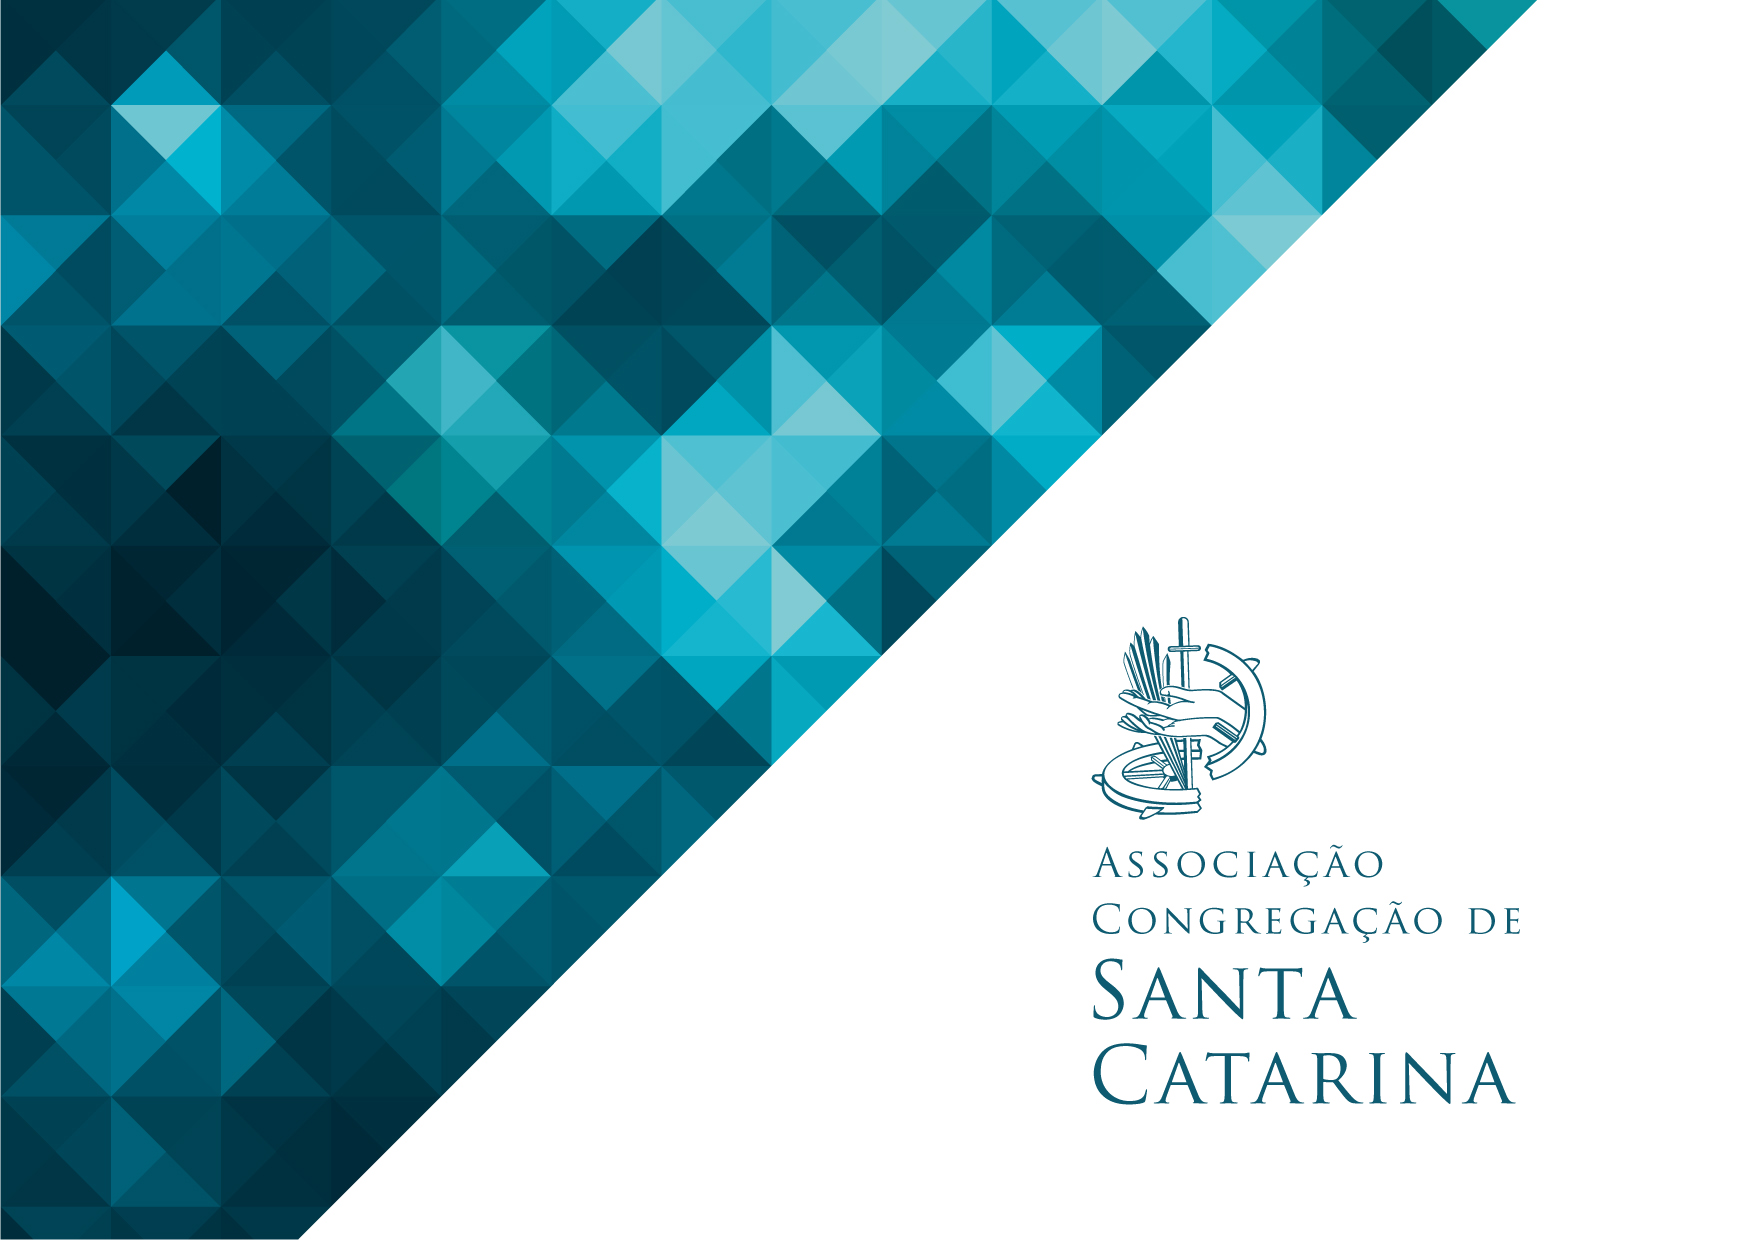 Associação
Congregação de
Santa
Catarina